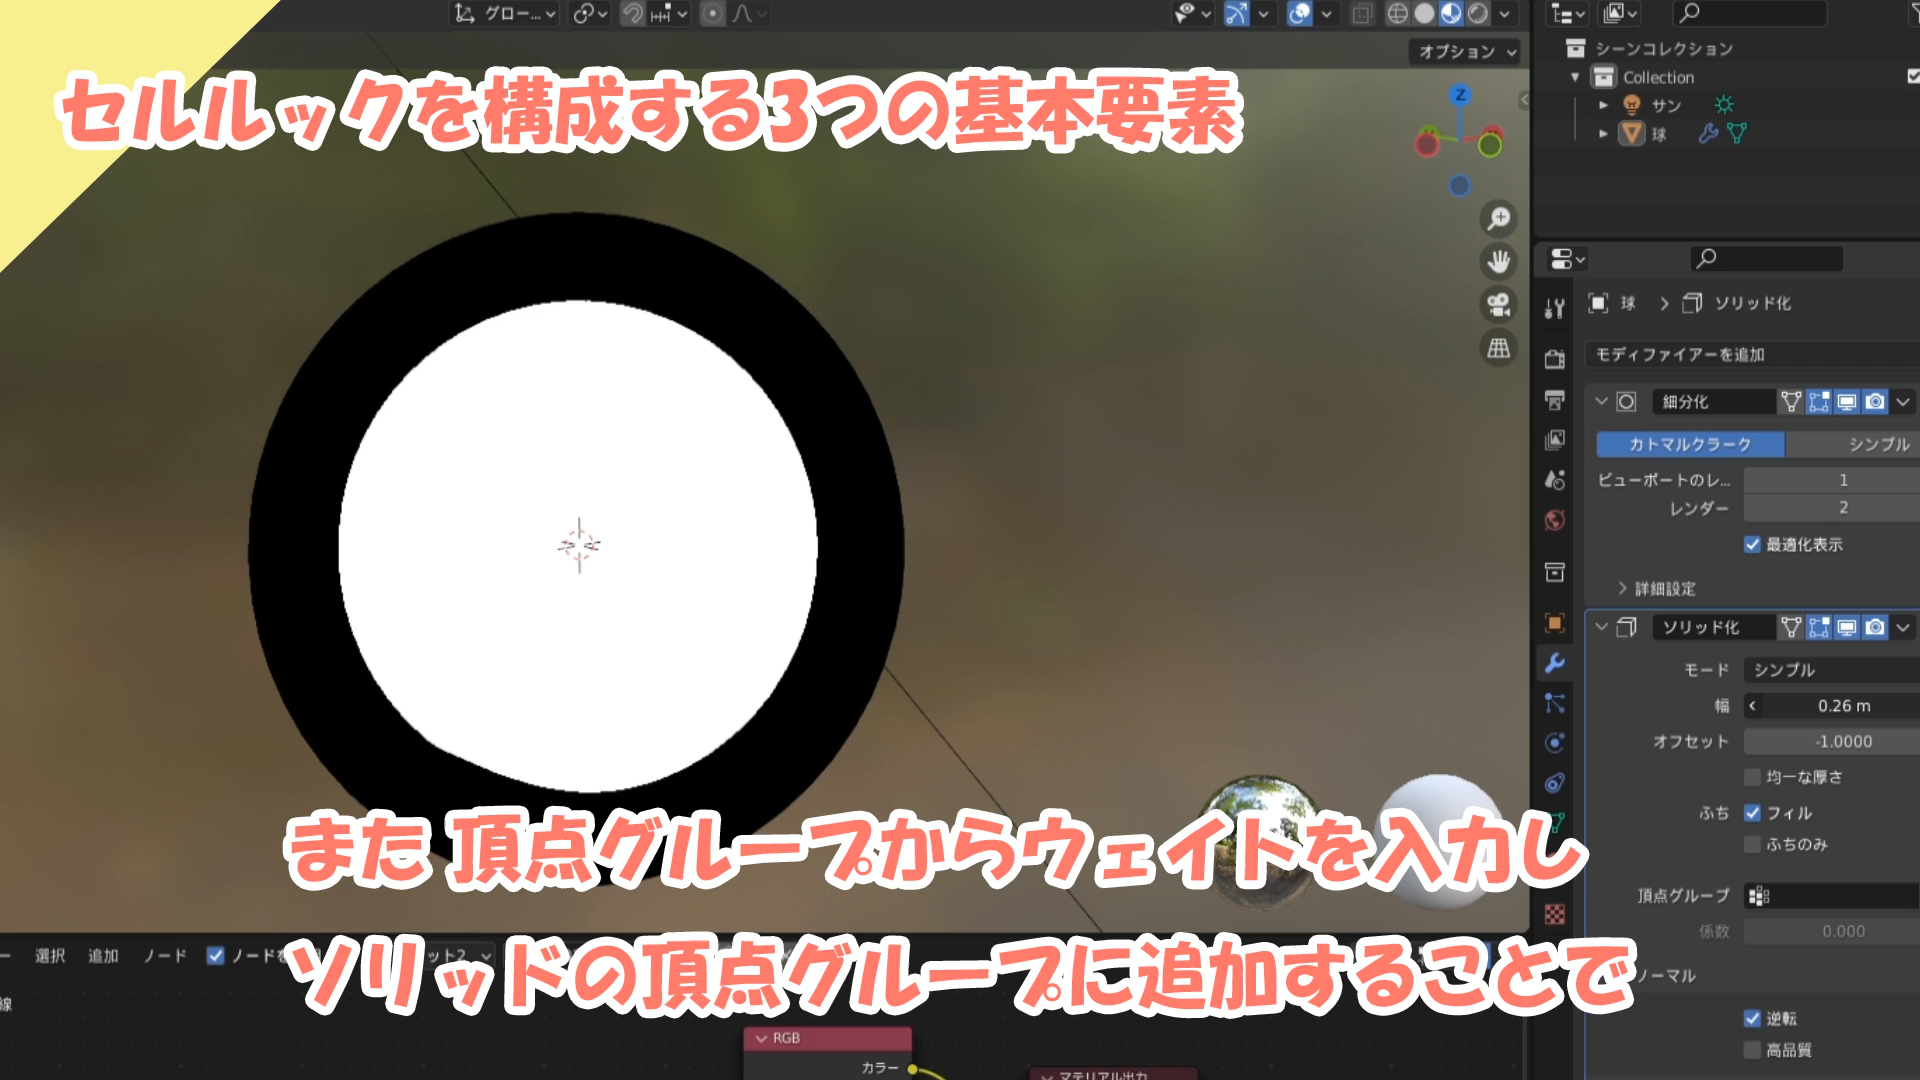 グロー...
オプション
セルルックを構成する3つの基本要素
Z
シーンコレクション
Collection
サン
球
球 > ソリッド化
モディファイアーを追加
細分化
カトマルクラーク シンプル
ビューポートのレ... 1
レンダー 2
最適化表示
詳細設定
ソリッド化
モード シンプル
幅 0.26 m
オフセット -1.0000
均一な厚さ
ふち フィル
ふちのみ
頂点グループ
係数 0.000
ノーマル
逆転
高品質
また 頂点グループからウェイトを入力し
ソリッドの頂点グループに追加することで
選択 追加 ノード ノードを ット2
線
RGB
カラー
マテリアル出力